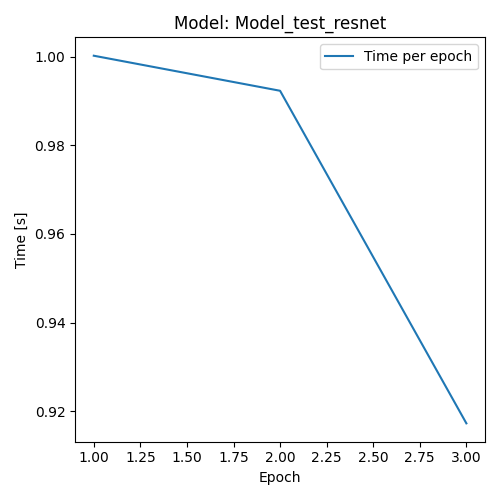 Model: Model_test_resnet
Time per epoch
Time [s]
1.00
0.98
0.96
0.94
0.92
1.00 1.25 1.50 1.75 2.00 2.25 2.50 2.75 3.00
Epoch